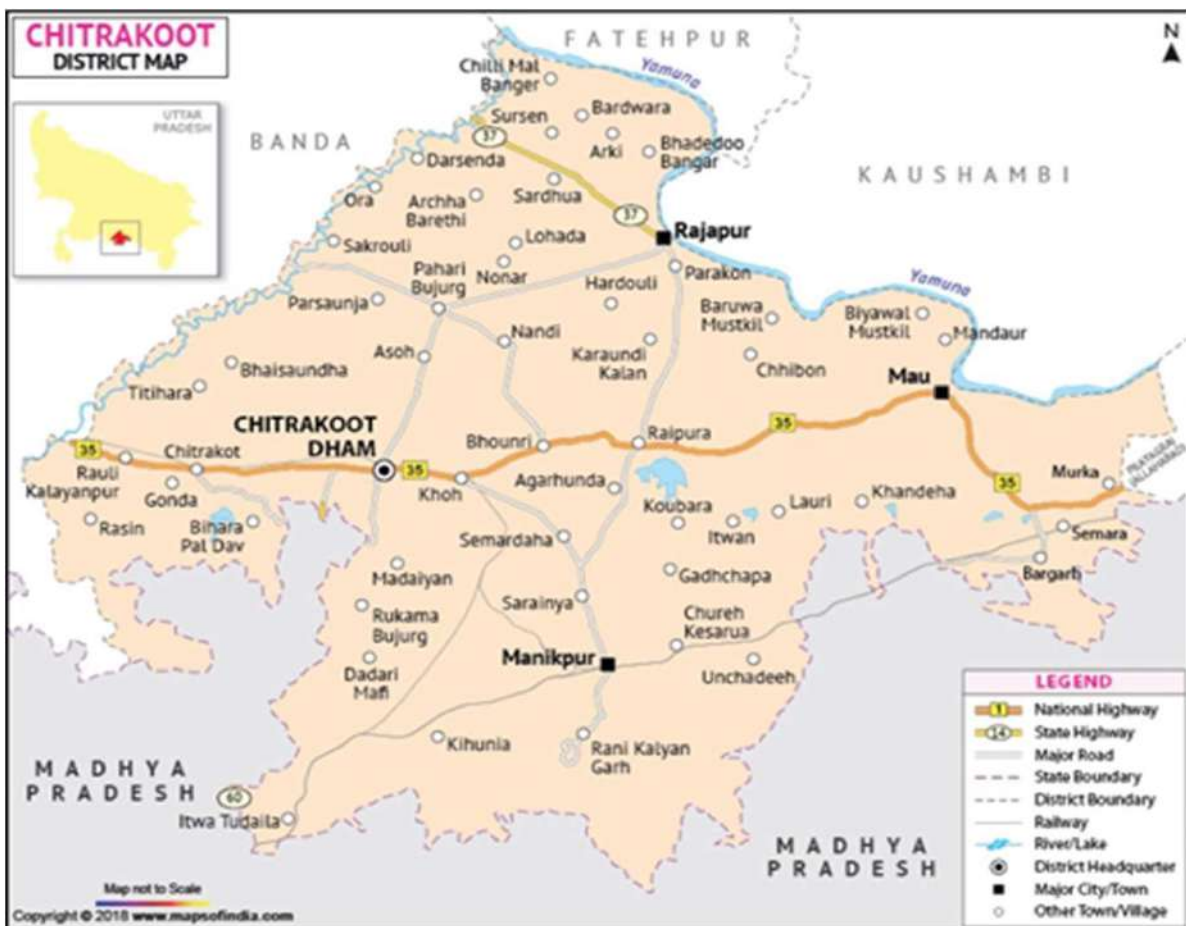 CHITRAKOOT
DISTRICT MAP
N
UTTAR
PRADESH
FATEHPUR
Yamuna
Chilli Mal
Banger
Bardwara
Sursen
37
Arki
Bhadedoo
Bangar
BANDA
Darsenda
KAUSHAMBI
Ora
Archha
Barethi
Sardhua
37
Rajapur
Sakrouli
Lohada
Nonar
Pahari
Bujurg
Hardouli
Parakon
Yamuna
Parsaunja
Baruwa
Mustkil
Biyawal
Mustkil
Mandaur
Nandi
Asoh
Karaundi
Kalan
Chhibon
Bhaisaundha
Titihara
Mau
CHITRAKOOT
DHAM
Bhounri
Raipura
35
35
Rauli
Kalayanpur
Chitrakot
35
Khoh
Agarhunda
Murka
35
Gonda
Koubara
Lauri
Khandeha
Rasin
Bihara
Pal Dav
Itwan
Semardaha
Semara
Madaiyan
Gadhchapa
Bargarh
Rukama
Bujurg
Sarainya
Chureh
Kesarua
Manikpur
Dadari
Mafi
Unchadeeh
Kihunia
Rani Kalyan
Garh
MADHYA
PRADESH
60
Itwa Tudaila
MADHYA
PRADESH
LEGEND
1 National Highway
14 State Highway
Major Road
State Boundary
District Boundary
Railway
River/Lake
District Headquarter
Major City/Town
Other Town/Village
Map not to Scale
Copyright © 2018 www.mapsofindia.com